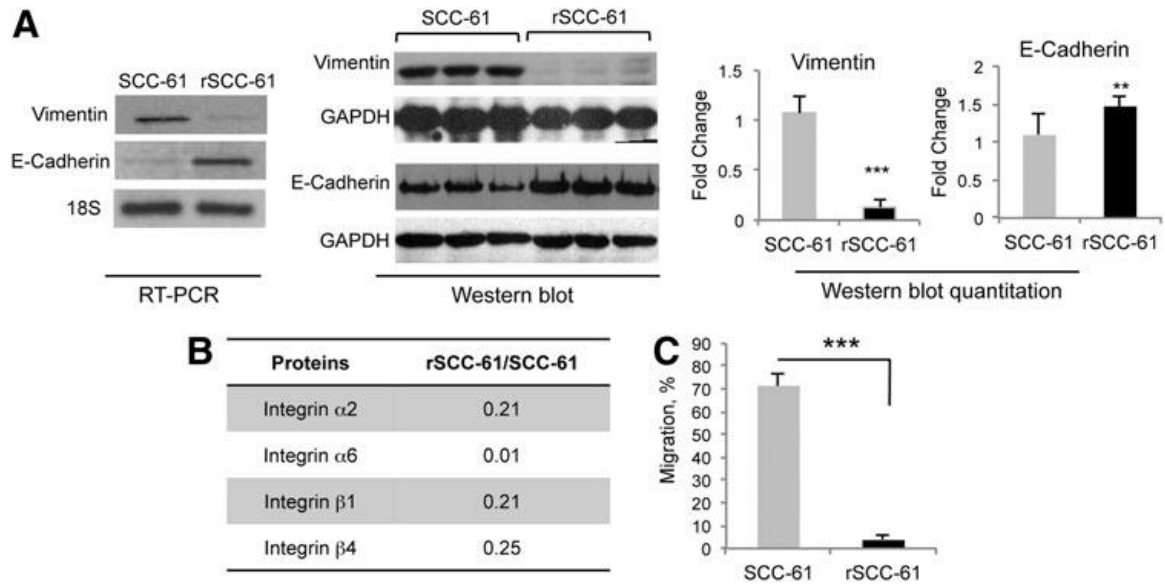 A
SCC-61 rSCC-61
Vimentin
E-Cadherin
18S
RT-PCR
SCC-61 rSCC-61
Vimentin
GAPDH
E-Cadherin
GAPDH
Western blot
Vimentin
Fold Change
1.5
1
0.5
0
***
SCC-61 rSCC-61
E-Cadherin
Fold Change
2
1.5
1
0.5
0
**
SCC-61 rSCC-61
Western blot quantitation
B
Proteins rSCC-61/SCC-61
Integrin α2 0.21
Integrin α6 0.01
Integrin β1 0.21
Integrin β4 0.25
C
Migration, %
90
80
70
60
50
40
30
20
10
0
***
SCC-61 rSCC-61